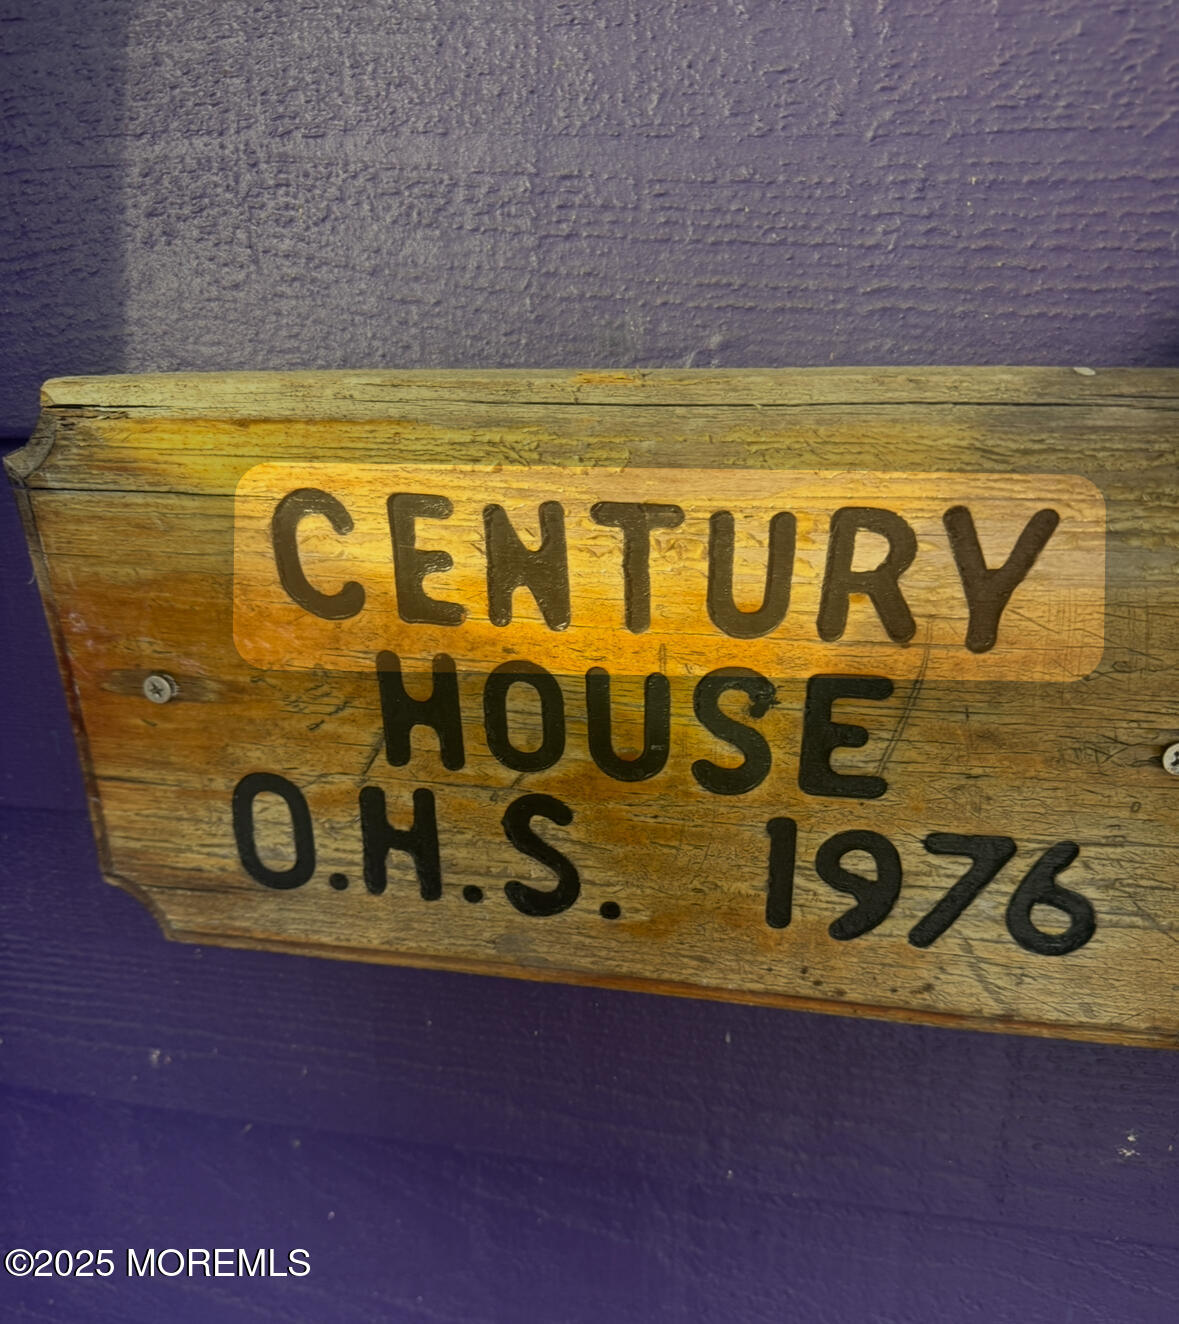 CENTURY
HOUSE
O.H.S. 1976
©2025 MOREMLS